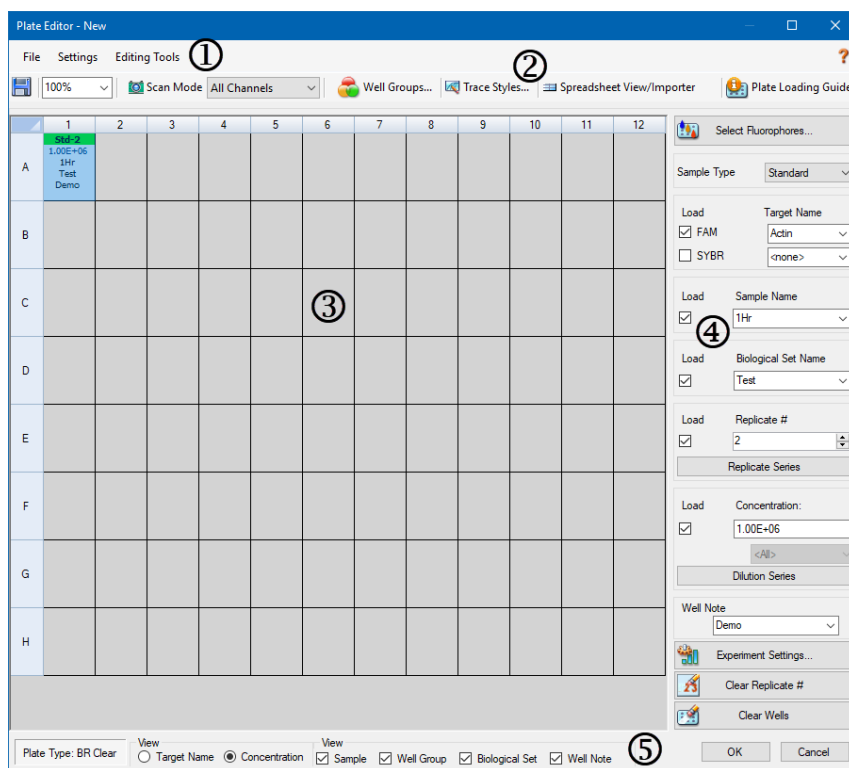 Plate Editor - New
File Settings Editing Tools ① ?
100% Scan Mode All Channels Well Groups... Trace Styles... ② Spreadsheet View/Importer Plate Loading Guide
1 2 3 4 5 6 7 8 9 10 11 12
A
Std-2
1.00E+06
1Hr
Test
Demo
B
C ③
D
E
F
G
H
Select Fluorophores...
Sample Type Standard
Load Target Name
FAM Actin
SYBR <none>
Load Sample Name
④ 1Hr
Load Biological Set Name
Test
Load Replicate #
2
Replicate Series
Load Concentration:
1.00E+06
<All>
Dilution Series
Well Note
Demo
Experiment Settings...
Clear Replicate #
Clear Wells
Plate Type: BR Clear
View
Target Name Concentration
View
Sample Well Group Biological Set Well Note ⑤
OK Cancel